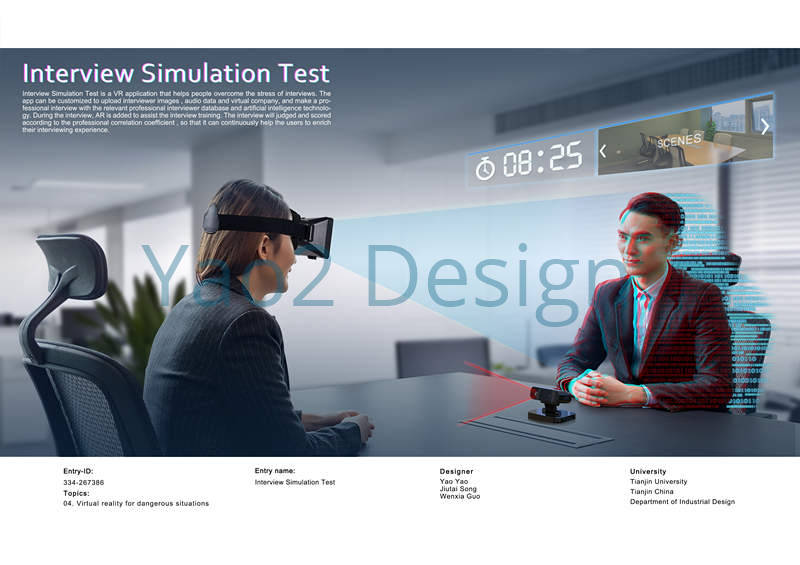 Interview Simulation Test
Interview Simulation Test is a VR application that helps people overcome the stress of interviews. The
app can be customized to upload interviewer images , audio data and virtual company, and make a pro-
fessional interview with the relevant professional interviewer database and artificial intelligence technolo-
gy. During the interview, AR is added to assist the interview training. The interview will judged and scored
according to the professional correlation coefficient , so that it can continuously help the users to enrich
their interviewing experience.
08:25
SCENES
Yao2 Design
Entry-ID:
334-267386
Topics:
04. Virtual reality for dangerous situations
Entry name:
Interview Simulation Test
Designer
Yao Yao
Jiutai Song
Wenxia Guo
University
Tianjin University
Tianjin China
Department of Industrial Design